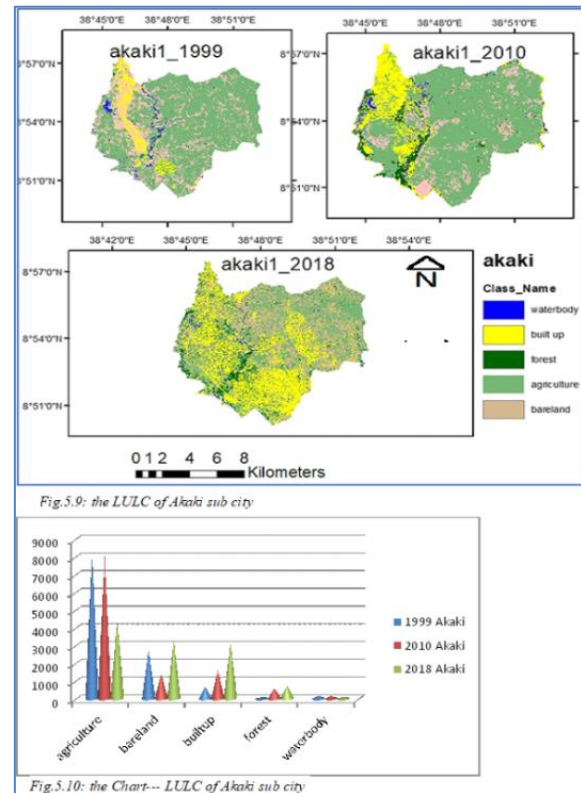 38°45'0"E 38°48'0"E 38°51'0"E
akaki1_1999
8°57'0"N
8°54'0"N
8°51'0"N
38°45'0"E 38°48'0"E 38°51'0"E
akaki1_2010
8°57'0"N
8°54'0"N
8°51'0"N
38°42'0"E 38°45'0"E 38°48'0"E 38°51'0"E 38°54'0"E
akaki1_2018
8°57'0"N
8°54'0"N
8°51'0"N
N
akaki
Class_Name
waterbody
built up
forest
agriculture
bareland
0 1 2 4 6 8
Kilometers
Fig.5.9: the LULC of Akaki sub city
9000
8000
7000
6000
5000
4000
3000
2000
1000
0
agriculture
bareland
builtup
forest
waterbody
1999 Akaki
2010 Akaki
2018 Akaki
Fig.5.10: the Chart--- LULC of Akaki sub city